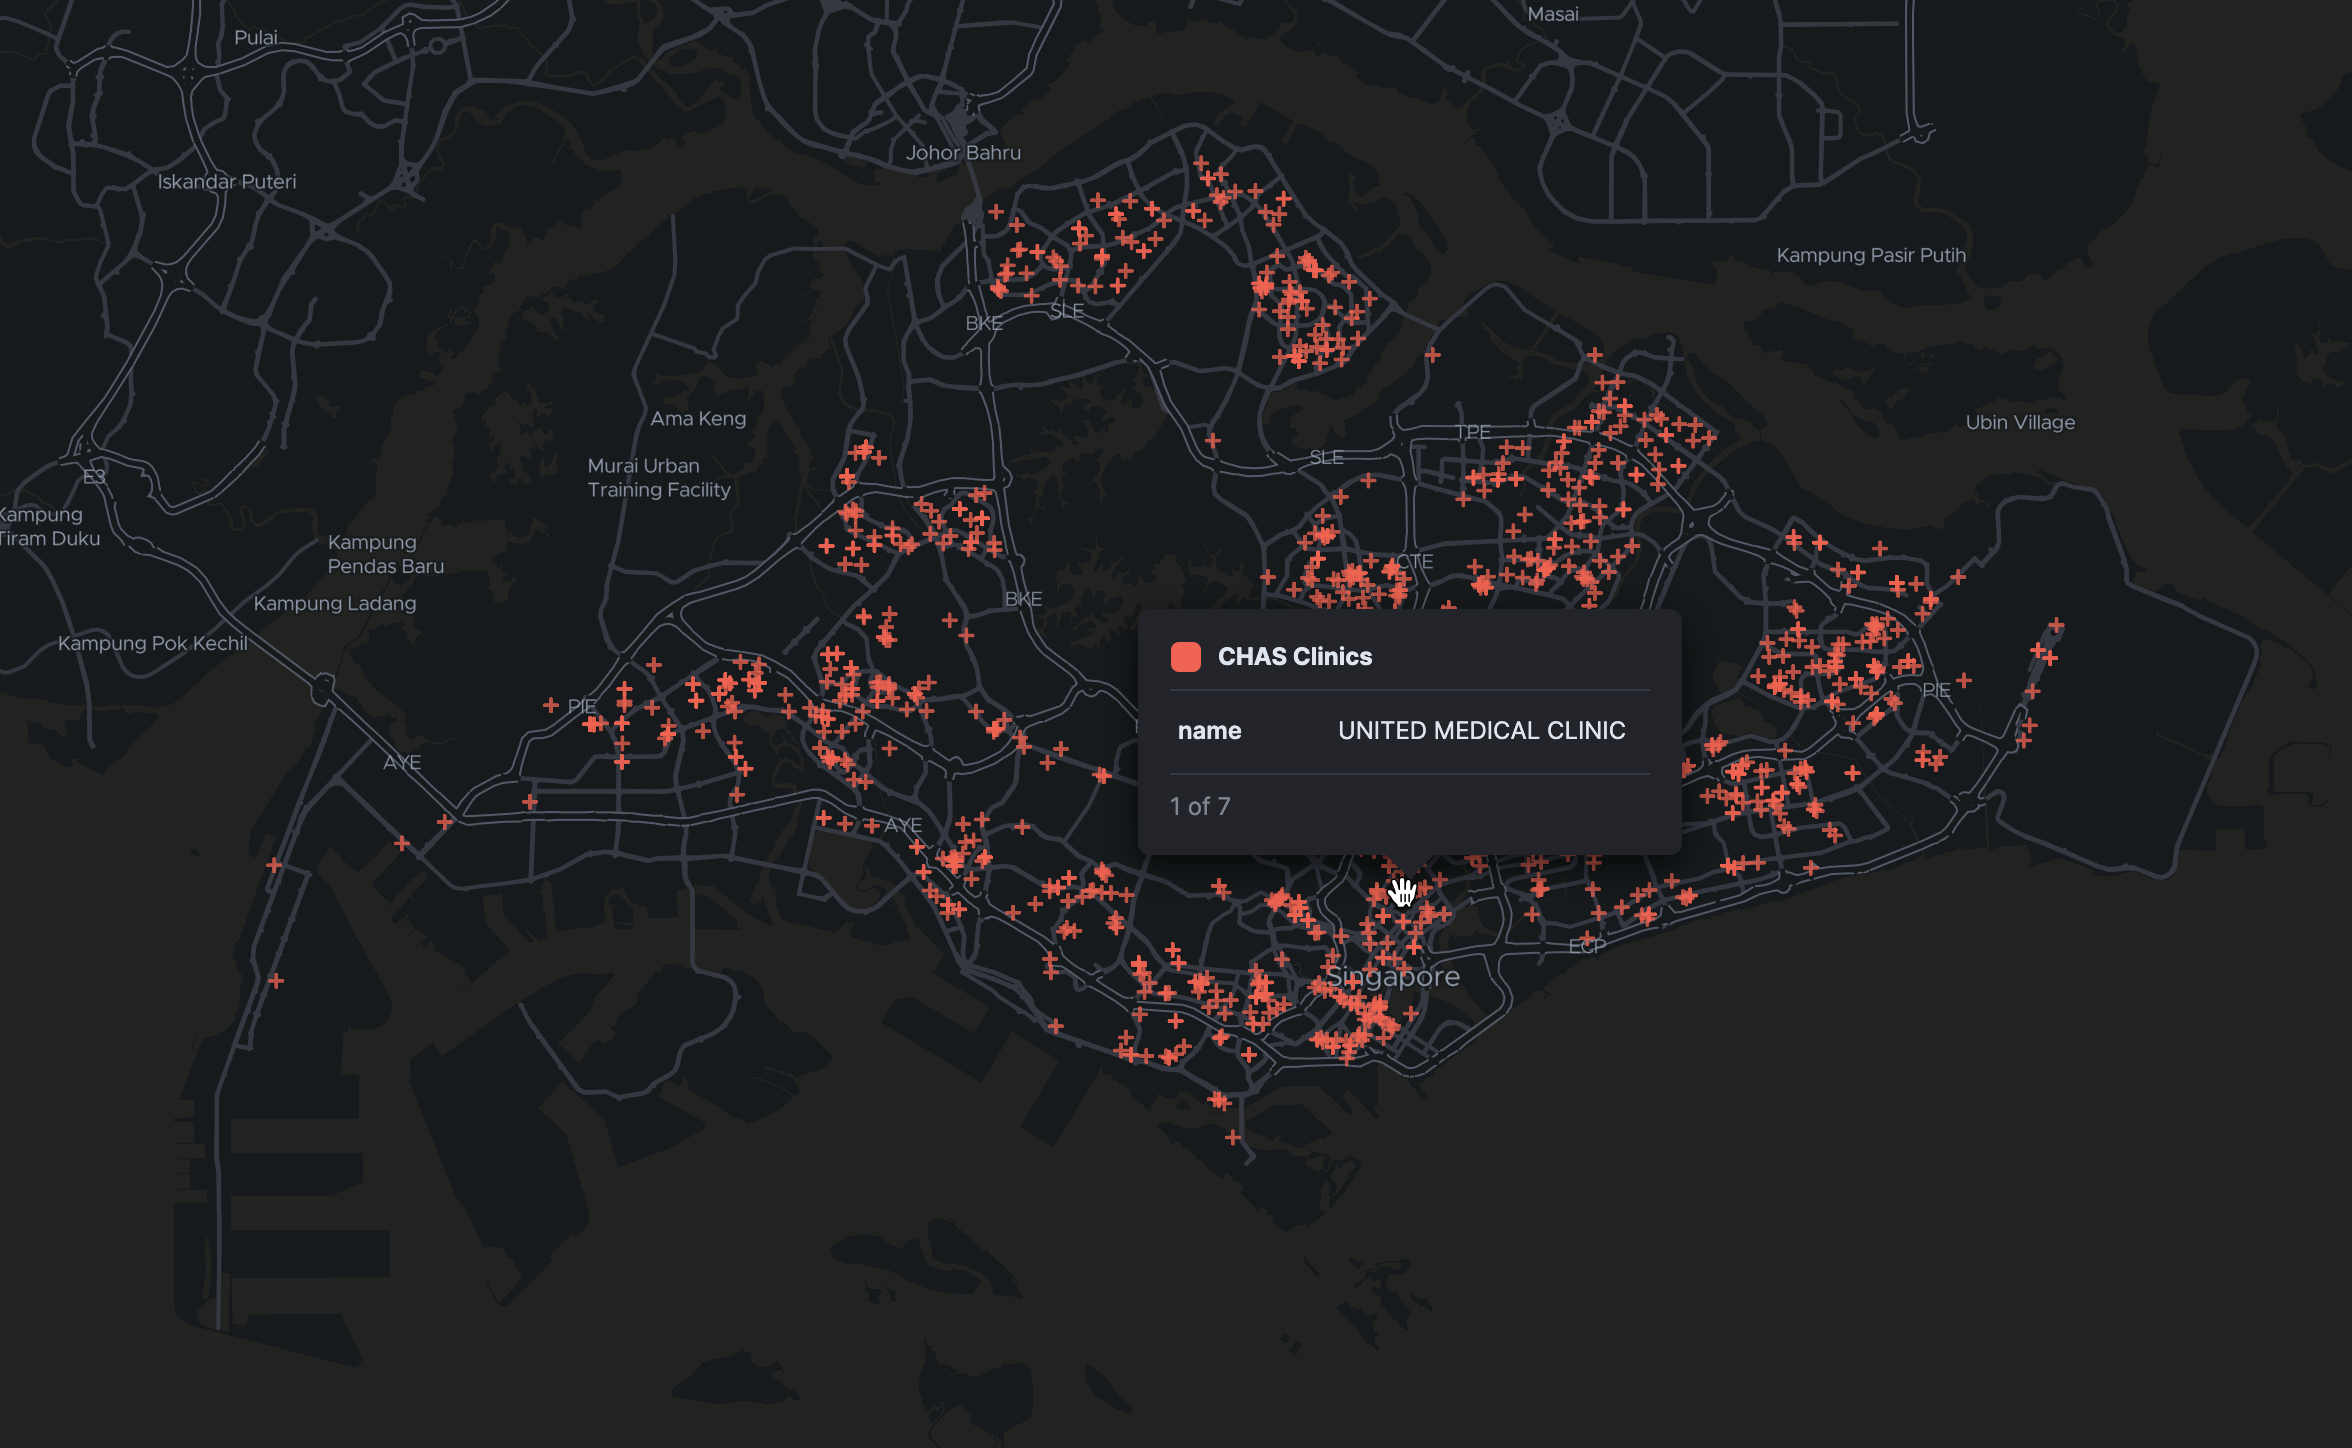 Masai
Pulai
Johor Bahru
Iskandar Puteri
Kampung Pasir Putih
SLE
BKE
Ama Keng
Ubin Village
TPE
SLE
Murai Urban
Training Facility
E3
Kampung
Tiram Duku
Kampung
Pendas Baru
CTE
BKE
Kampung Ladang
Kampung Pok Kechil
CHAS Clinics
name UNITED MEDICAL CLINIC
1 of 7
PIE
PIE
AYE
AYE
ECP
Singapore